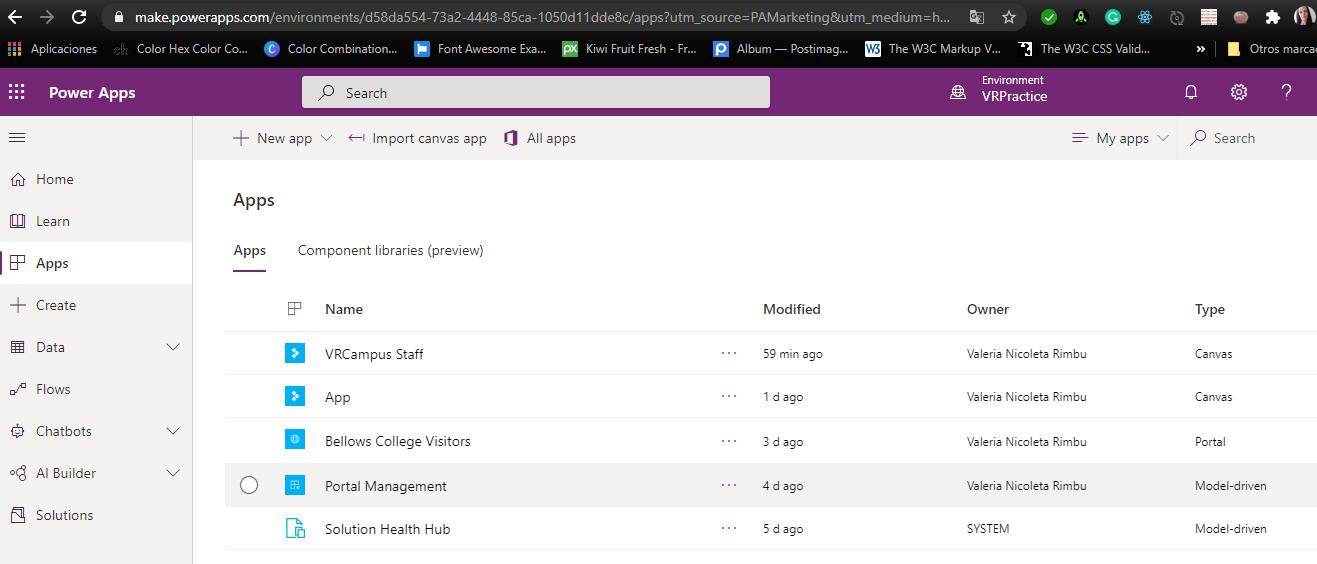 make.powerapps.com/environments/d58da554-73a2-4448-85ca-1050d11dde8c/apps?utm_source=PAMarketing&utm_medium=h...
Aplicaciones Color Hex Color Co... Color Combination... Font Awesome Exa... Kiwi Fruit Fresh - Fr... Album — Postimag... The W3C Markup V... The W3C CSS Valid... » Otros marca
Power Apps Search Environment
VRPractice ?
New app Import canvas app All apps My apps Search
Home
Learn
Apps
Create
Data
Flows
Chatbots
AI Builder
Solutions
Apps
Apps Component libraries (preview)
Name Modified Owner Type
VRCampus Staff ... 59 min ago Valeria Nicoleta Rimbu Canvas
App ... 1 d ago Valeria Nicoleta Rimbu Canvas
Bellows College Visitors ... 3 d ago Valeria Nicoleta Rimbu Portal
Portal Management ... 4 d ago Valeria Nicoleta Rimbu Model-driven
Solution Health Hub ... 5 d ago SYSTEM Model-driven